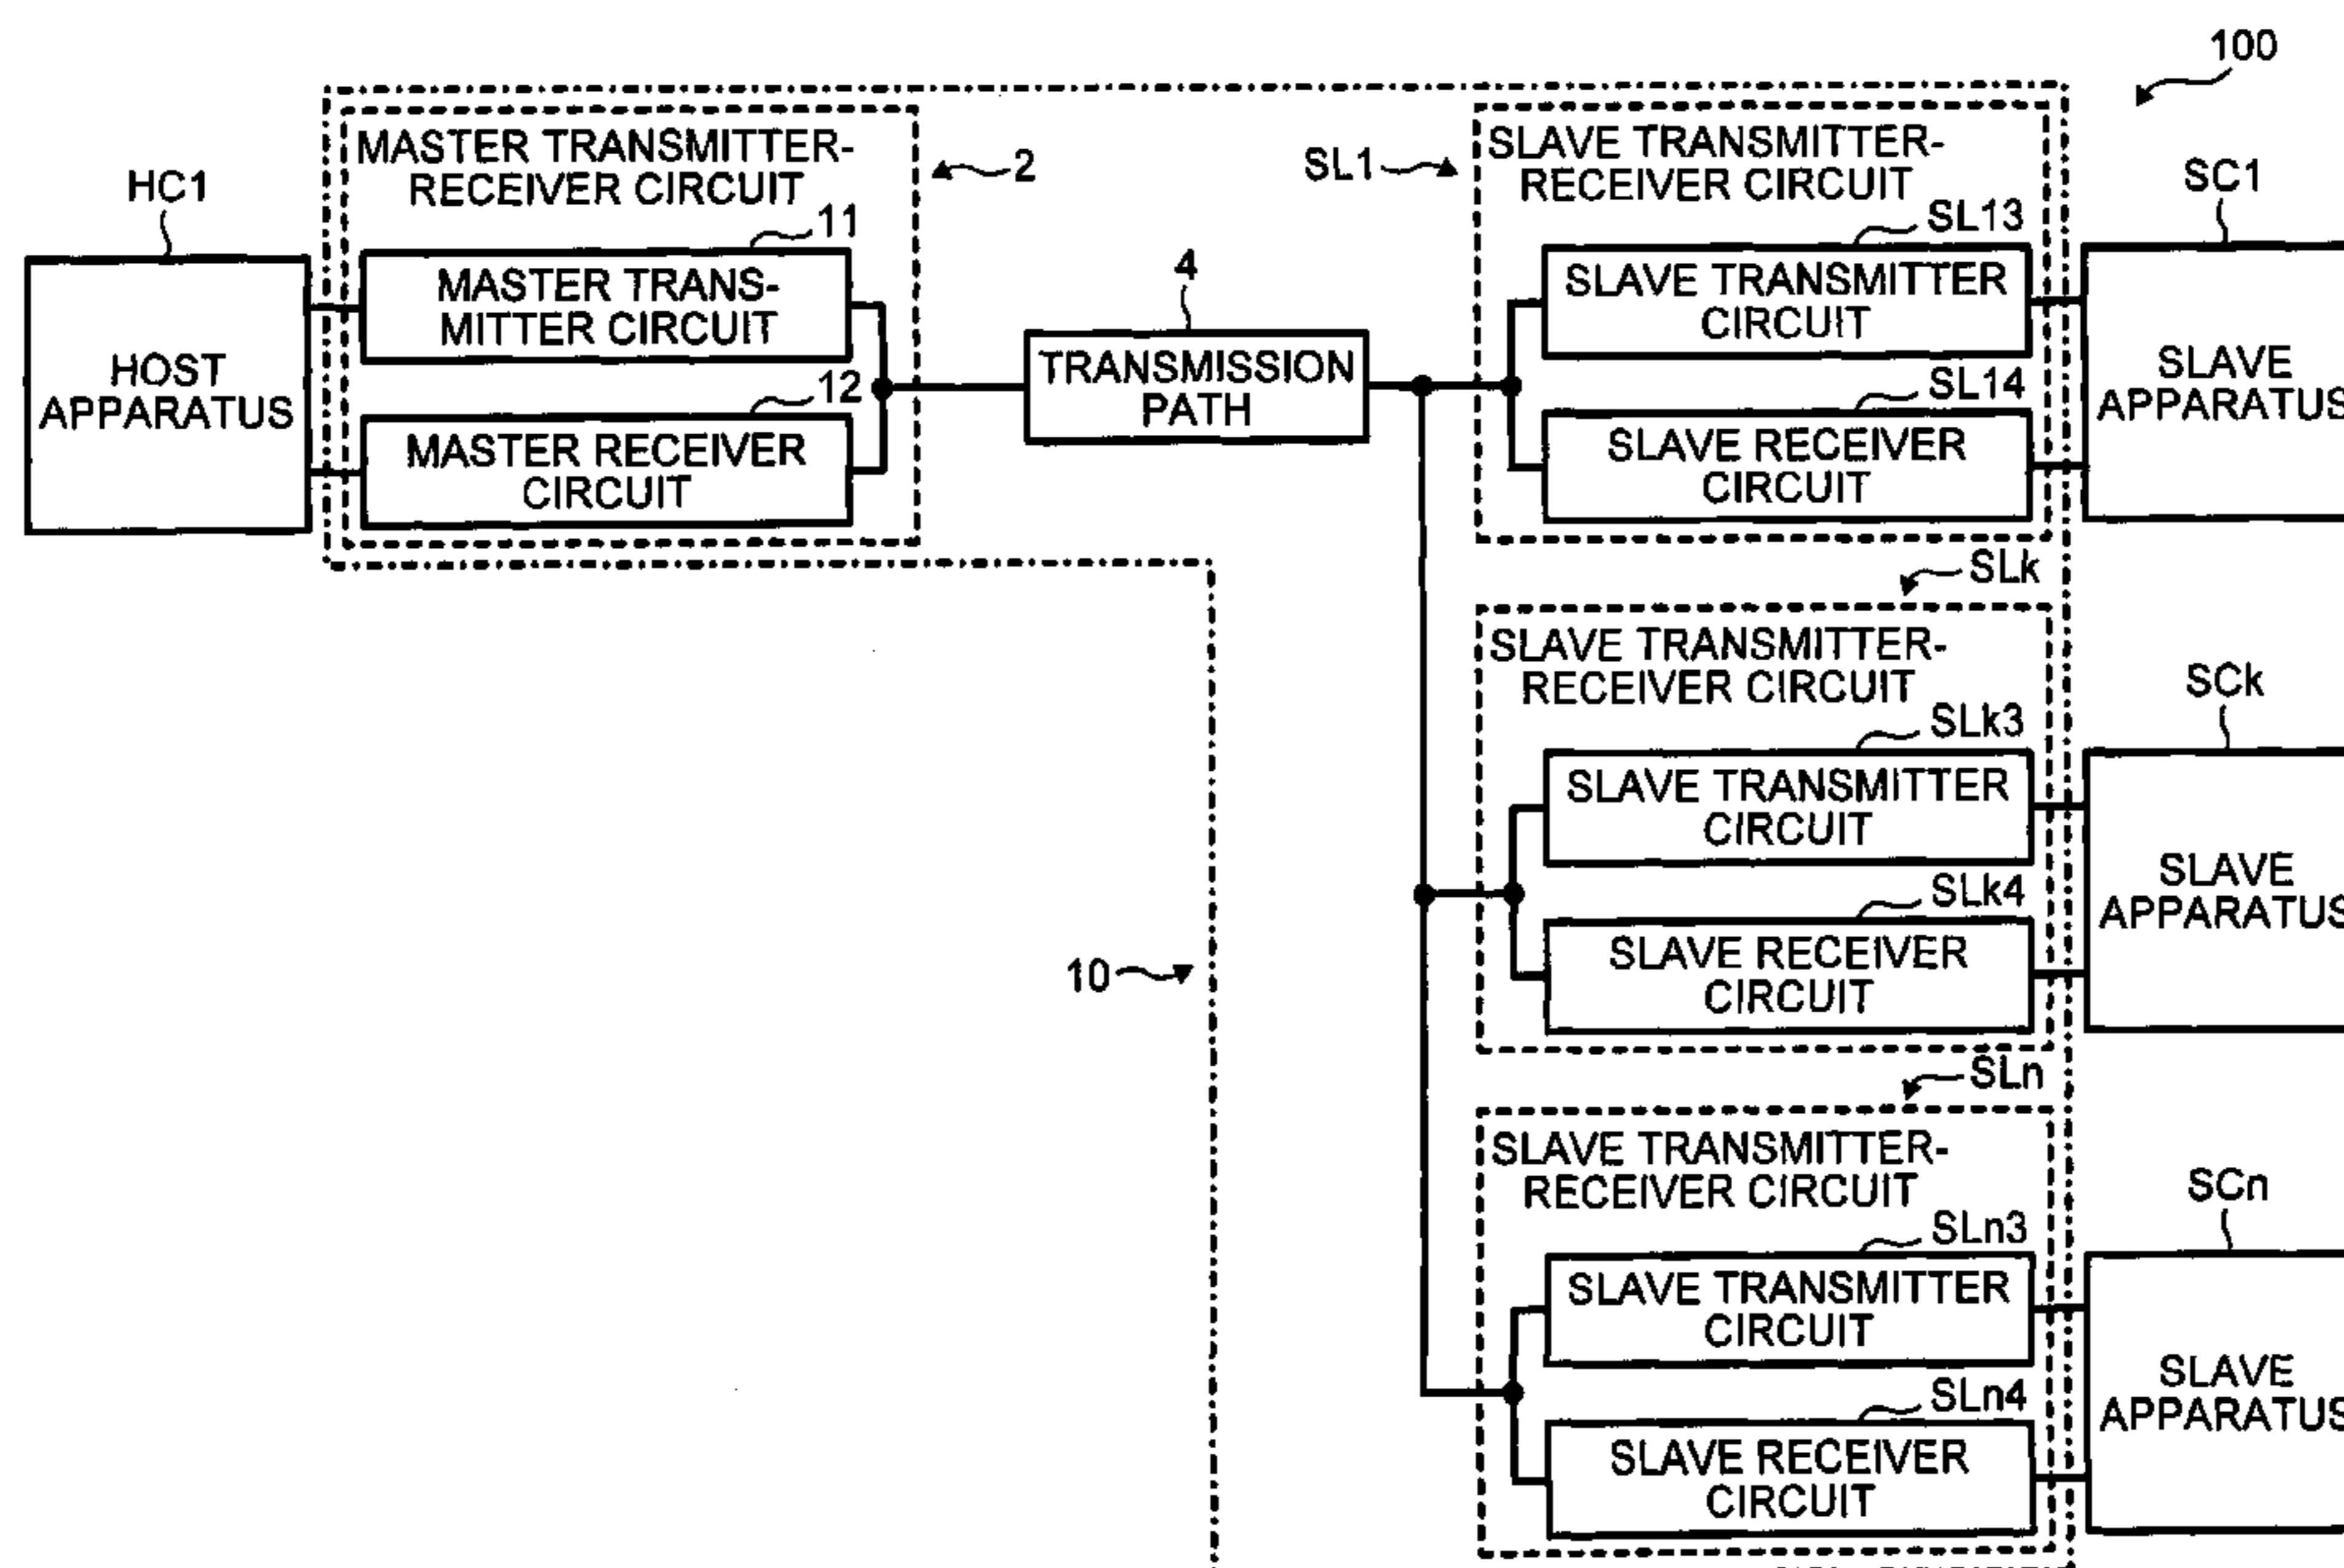 100
MASTER TRANSMITTER-
RECEIVER CIRCUIT
2
SL1
SLAVE TRANSMITTER-
RECEIVER CIRCUIT
HC1
SC1
11
SL13
MASTER TRANS-
MITTER CIRCUIT
4
SLAVE TRANSMITTER
CIRCUIT
HOST
APPARATUS
TRANSMISSION
PATH
SLAVE
APPARATUS
12
SL14
MASTER RECEIVER
CIRCUIT
SLAVE RECEIVER
CIRCUIT
SLk
SLAVE TRANSMITTER-
RECEIVER CIRCUIT
SCk
SLk3
SLAVE TRANSMITTER
CIRCUIT
SLAVE
APPARATUS
SLk4
SLAVE RECEIVER
CIRCUIT
10
SLn
SLAVE TRANSMITTER-
RECEIVER CIRCUIT
SCn
SLn3
SLAVE TRANSMITTER
CIRCUIT
SLAVE
APPARATUS
SLn4
SLAVE RECEIVER
CIRCUIT